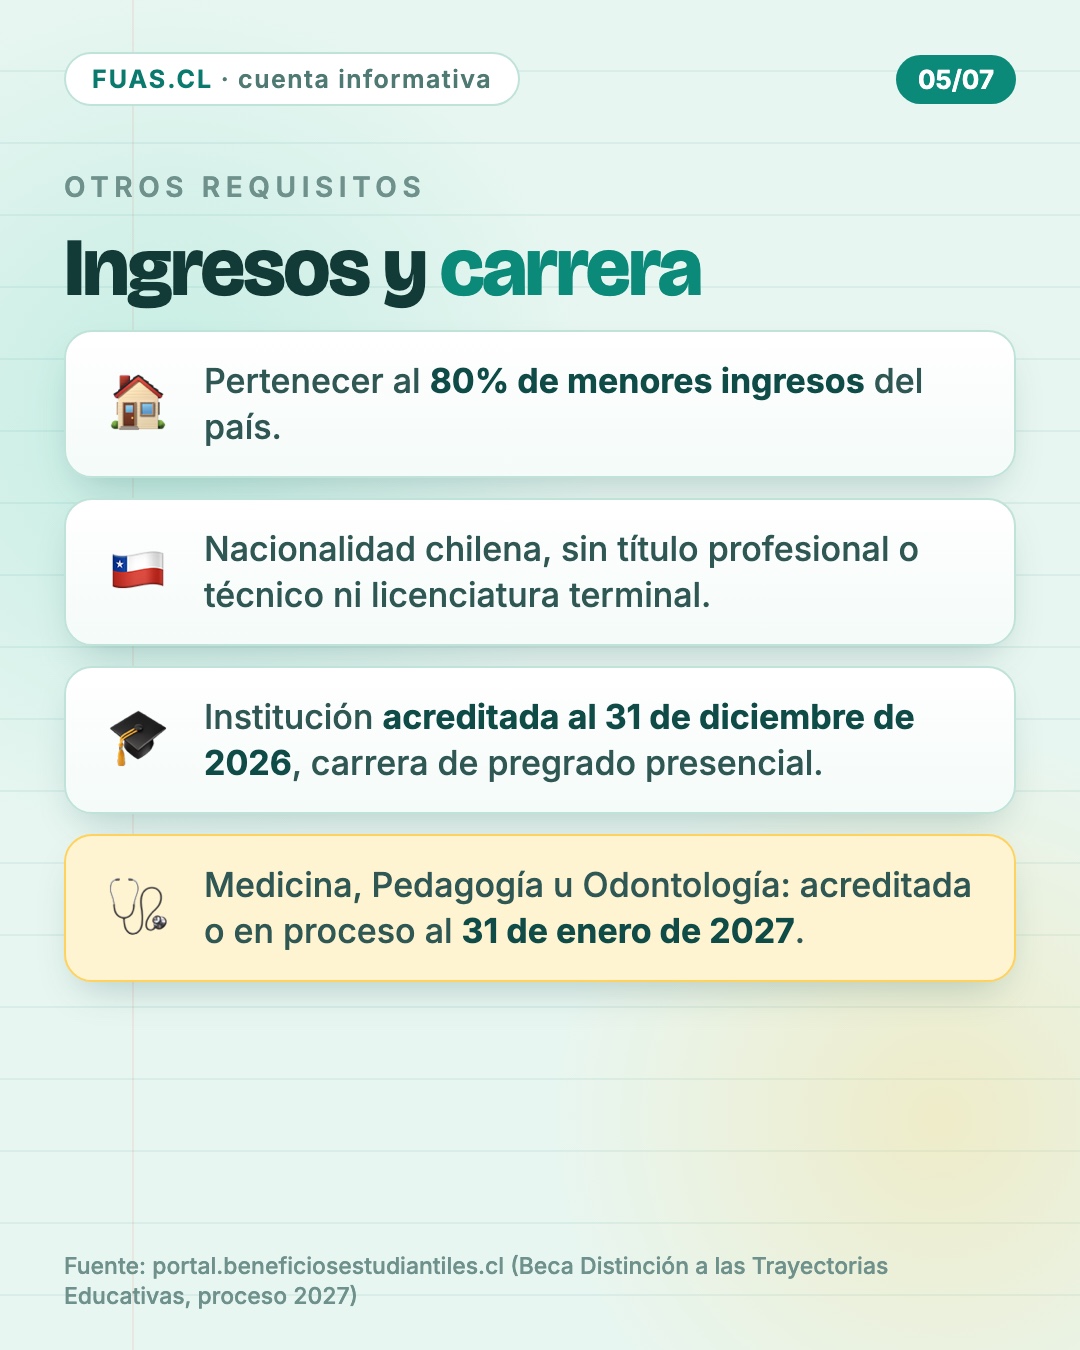 FUAS.CL · cuenta informativa
05/07
OTROS REQUISITOS
Ingresos y carrera
Pertenecer al 80% de menores ingresos del
país.
Nacionalidad chilena, sin título profesional o
técnico ni licenciatura terminal.
Institución acreditada al 31 de diciembre de
2026, carrera de pregrado presencial.
Medicina, Pedagogía u Odontología: acreditada
o en proceso al 31 de enero de 2027.
Fuente: portal.beneficiosestudiantiles.cl (Beca Distinción a las Trayectorias
Educativas, proceso 2027)